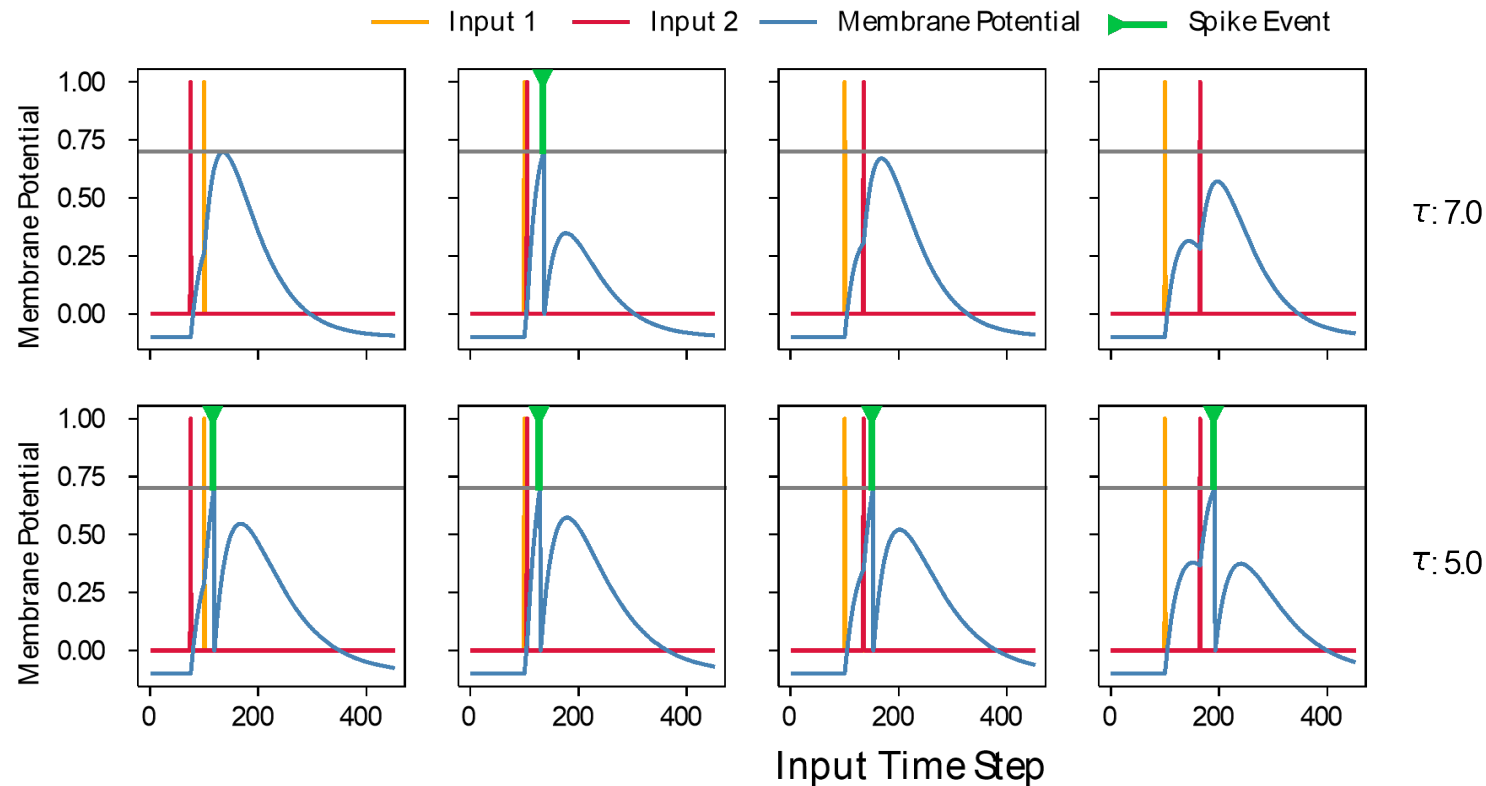 Input 1 Input 2 Membrane Potential Spike Event
Membrane Potential
1.00
0.75
0.50
0.25
0.00
τ: 7.0
Membrane Potential
1.00
0.75
0.50
0.25
0.00
τ: 5.0
0 200 400 0 200 400 0 200 400 0 200 400
Input Time Step